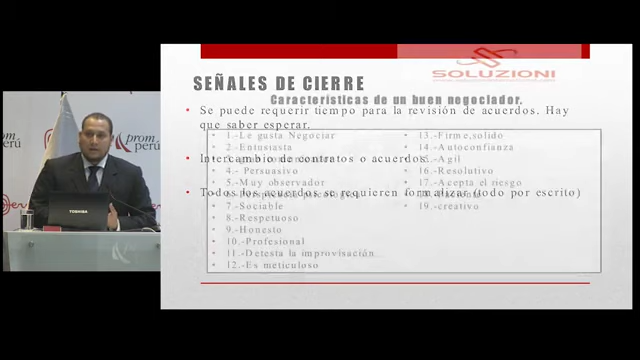 SOLUZIONI
SEÑALES DE CIERRE
Características de un buen negociador.
Se puede requerir tiempo para la revisión de acuerdos. Hay
que saber esperar.
1.-Le gusta Negociar
2.-Entusiasta
Intercambio de contratos o acuerdos
4.- Persuasivo
5.-Muy observador
Todos los acuerdos se requieren formalizar (todo por escrito)
7.-Sociable
8.-Respetuoso
9.-Honesto
10.-Profesional
11.-Detesta la improvisación
12.-Es meticuloso
13.-Firme,solido
14.-Autoconfianza
15.-Agil
16.-Resolutivo
17.-Acepta el riesgo
19.-creativo
prom
perú
TOSHIBA